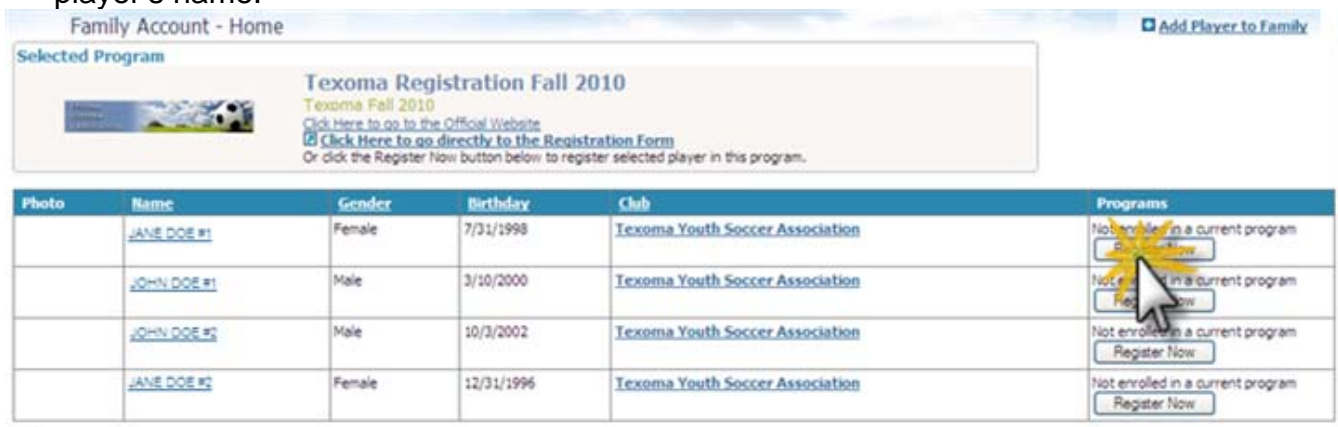 player's name.
Family Account - Home
Add Player to Family
Selected Program
Texoma Registration Fall 2010
Texoma Fall 2010
Click Here to go to the Official Website
Click Here to go directly to the Registration Form
Or click the Register Now button below to register selected player in this program.
Photo Name Gender Birthday Club Programs
JANE DOE #1 Female 7/31/1998 Texoma Youth Soccer Association Not enrolled in a current program
JOHN DOE #1 Male 3/10/2000 Texoma Youth Soccer Association Not enrolled in a current program
Register Now
JOHN DOE #2 Male 10/3/2002 Texoma Youth Soccer Association Not enrolled in a current program
Register Now
JANE DOE #2 Female 12/31/1996 Texoma Youth Soccer Association Not enrolled in a current program
Register Now